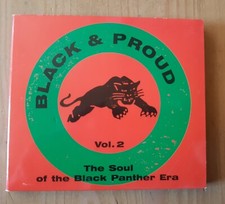 BLACK & PROUD
Vol. 2
The Soul
of the Black Panther Era